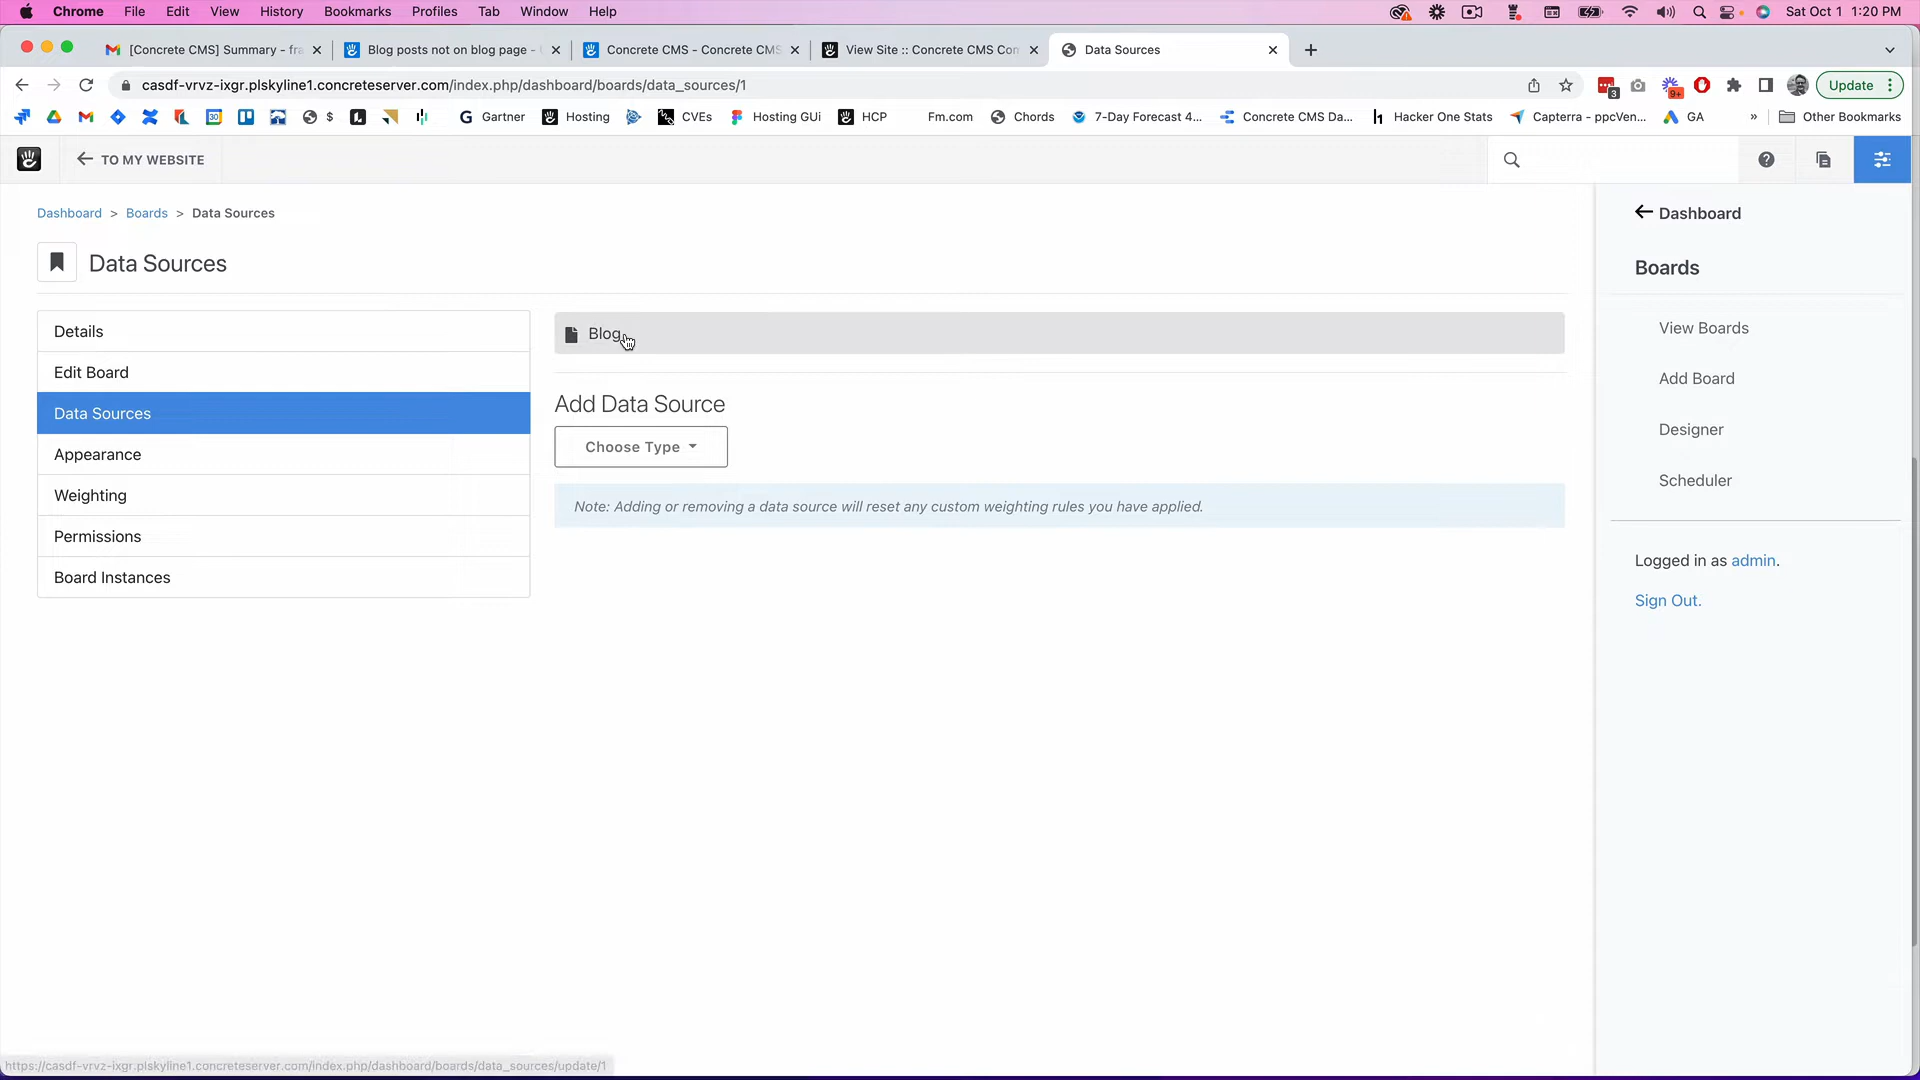 Chrome File Edit View History Bookmarks Profiles Tab Window Help
Sat Oct 1 1:20 PM
[Concrete CMS] Summary - fra
Blog posts not on blog page -
Concrete CMS - Concrete CMS
View Site :: Concrete CMS Con
Data Sources
casdf-vrvz-ixgr.plskyline1.concreteserver.com/index.php/dashboard/boards/data_sources/1
3
9+
Update
30
$
Gartner
Hosting
CVEs
Hosting GUi
HCP
Fm.com
Chords
7-Day Forecast 4...
Concrete CMS Da...
Hacker One Stats
Capterra - ppcVen...
GA
»
Other Bookmarks
TO MY WEBSITE
Dashboard > Boards > Data Sources
Data Sources
Details
Edit Board
Data Sources
Appearance
Weighting
Permissions
Board Instances
Blog
Add Data Source
Choose Type
Note: Adding or removing a data source will reset any custom weighting rules you have applied.
Dashboard
Boards
View Boards
Add Board
Designer
Scheduler
Logged in as admin.
Sign Out.
https://casdf-vrvz-ixgr.plskyline1.concreteserver.com/index.php/dashboard/boards/data_sources/update/1